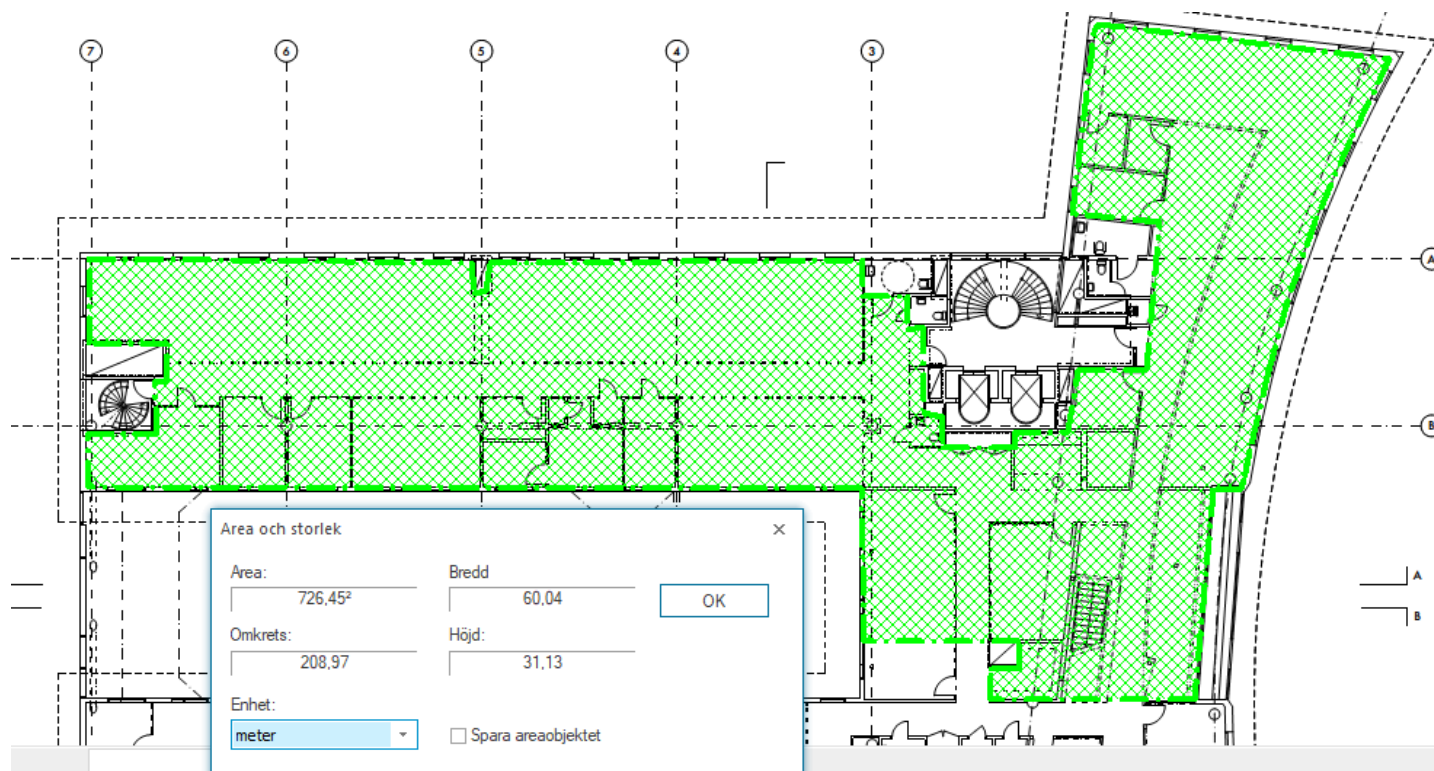 7 6 5 4 3
A
B
Area och storlek
Area: Bredd
726,45² 60,04 OK
Omkrets: Höjd:
208,97 31,13
Enhet:
meter Spara areaobjektet
A
B